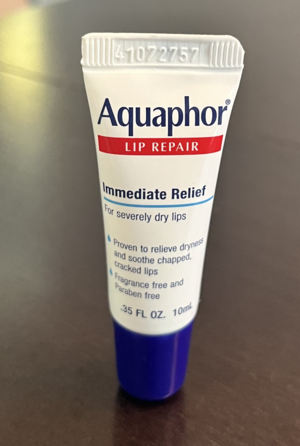 41072757
Aquaphor®
LIP REPAIR
Immediate Relief
For severely dry lips
Proven to relieve dryness
and soothe chapped,
cracked lips
Fragrance free and
Paraben free
.35 FL OZ. 10mL